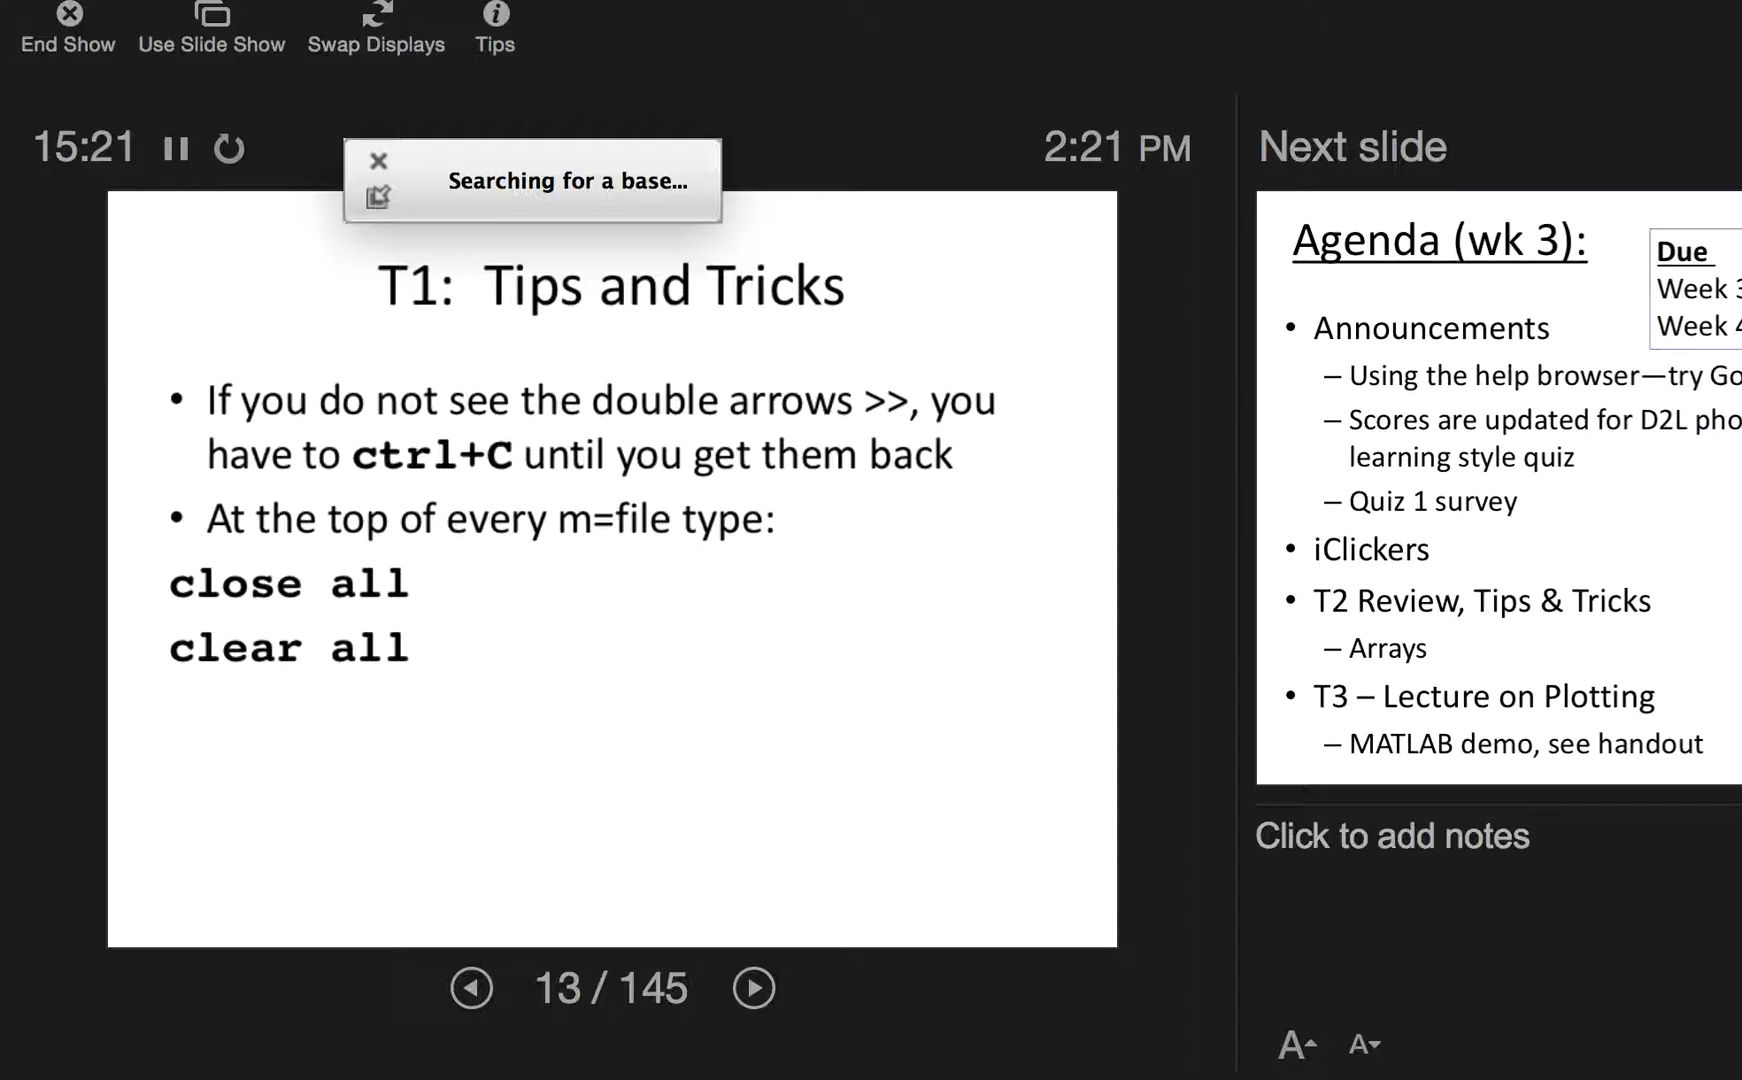 End Show Use Slide Show Swap Displays Tips
15:21
2:21 PM
Searching for a base...
T1: Tips and Tricks
• If you do not see the double arrows >>, you
have to ctrl+C until you get them back
• At the top of every m=file type:
close all
clear all
13 / 145
Next slide
Agenda (wk 3):
Due
Week 3
Week 4
• Announcements
– Using the help browser—try Go
– Scores are updated for D2L pho
learning style quiz
– Quiz 1 survey
• iClickers
• T2 Review, Tips & Tricks
– Arrays
• T3 – Lecture on Plotting
– MATLAB demo, see handout
Click to add notes
A A